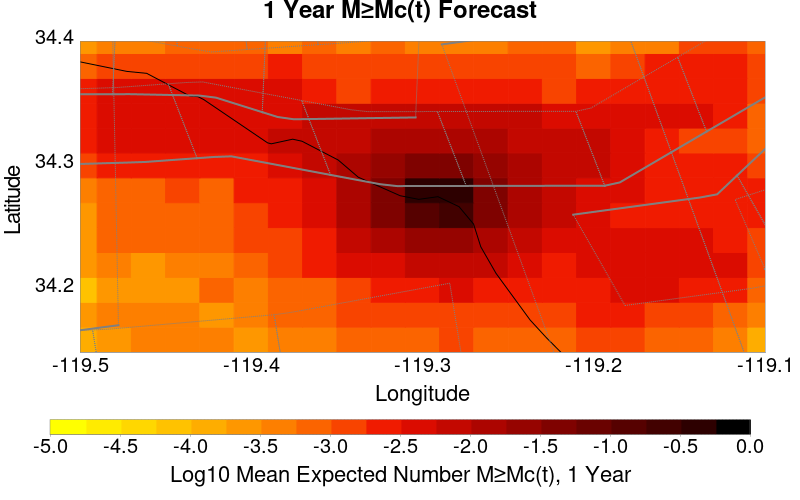 1 Year M≥Mc(t) Forecast
34.4
34.3
34.2
Latitude
-119.5 -119.4 -119.3 -119.2 -119.1
Longitude
-5.0 -4.5 -4.0 -3.5 -3.0 -2.5 -2.0 -1.5 -1.0 -0.5 0.0
Log10 Mean Expected Number M≥Mc(t), 1 Year